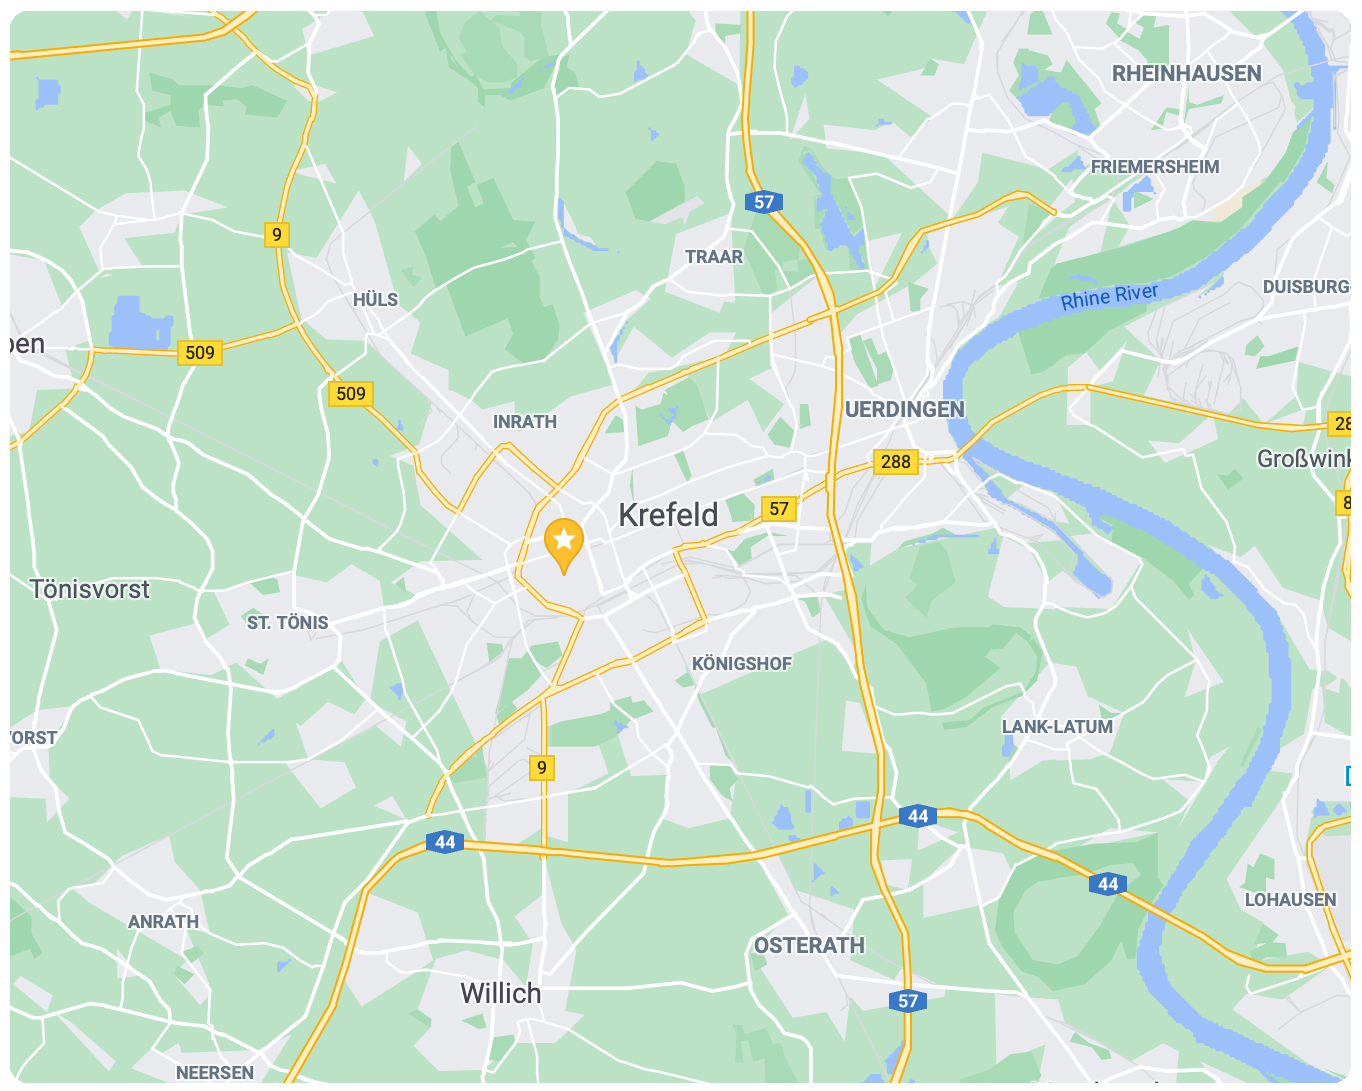 RHEINHAUSEN
FRIEMERSHEIM
57
9
TRAAR
DUISBURG-
HÜLS
Rhine River
pen
509
509
INRATH
UERDINGEN
28
Großwink
288
8
57
Krefeld
Tönisvorst
ST. TÖNIS
KÖNIGSHOF
LANK-LATUM
VORST
9
44
44
44
LOHAUSEN
ANRATH
OSTERATH
Willich
57
NEERSEN